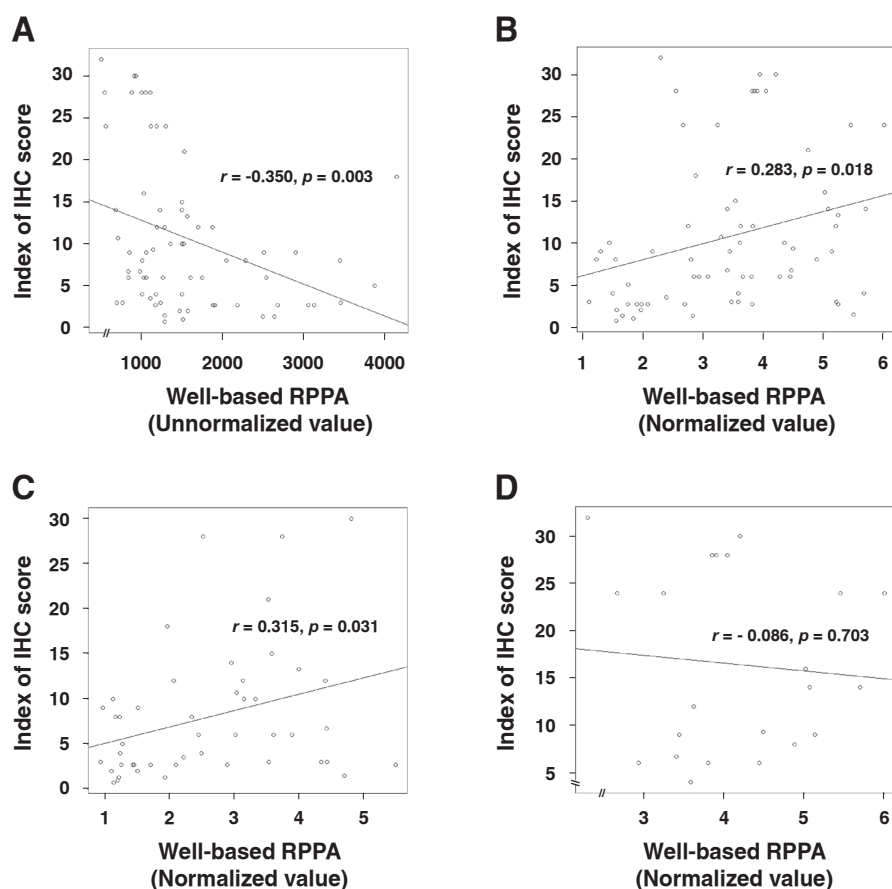 A
Index of IHC score
30
25
20
15
10
5
0
r = -0.350, p = 0.003
1000 2000 3000 4000
Well-based RPPA
(Unnormalized value)
B
Index of IHC score
30
25
20
15
10
5
0
r = 0.283, p = 0.018
1 2 3 4 5 6
Well-based RPPA
(Normalized value)
C
Index of IHC score
30
25
20
15
10
5
0
r = 0.315, p = 0.031
1 2 3 4 5
Well-based RPPA
(Normalized value)
D
Index of IHC score
30
25
20
15
10
5
r = - 0.086, p = 0.703
3 4 5 6
Well-based RPPA
(Normalized value)